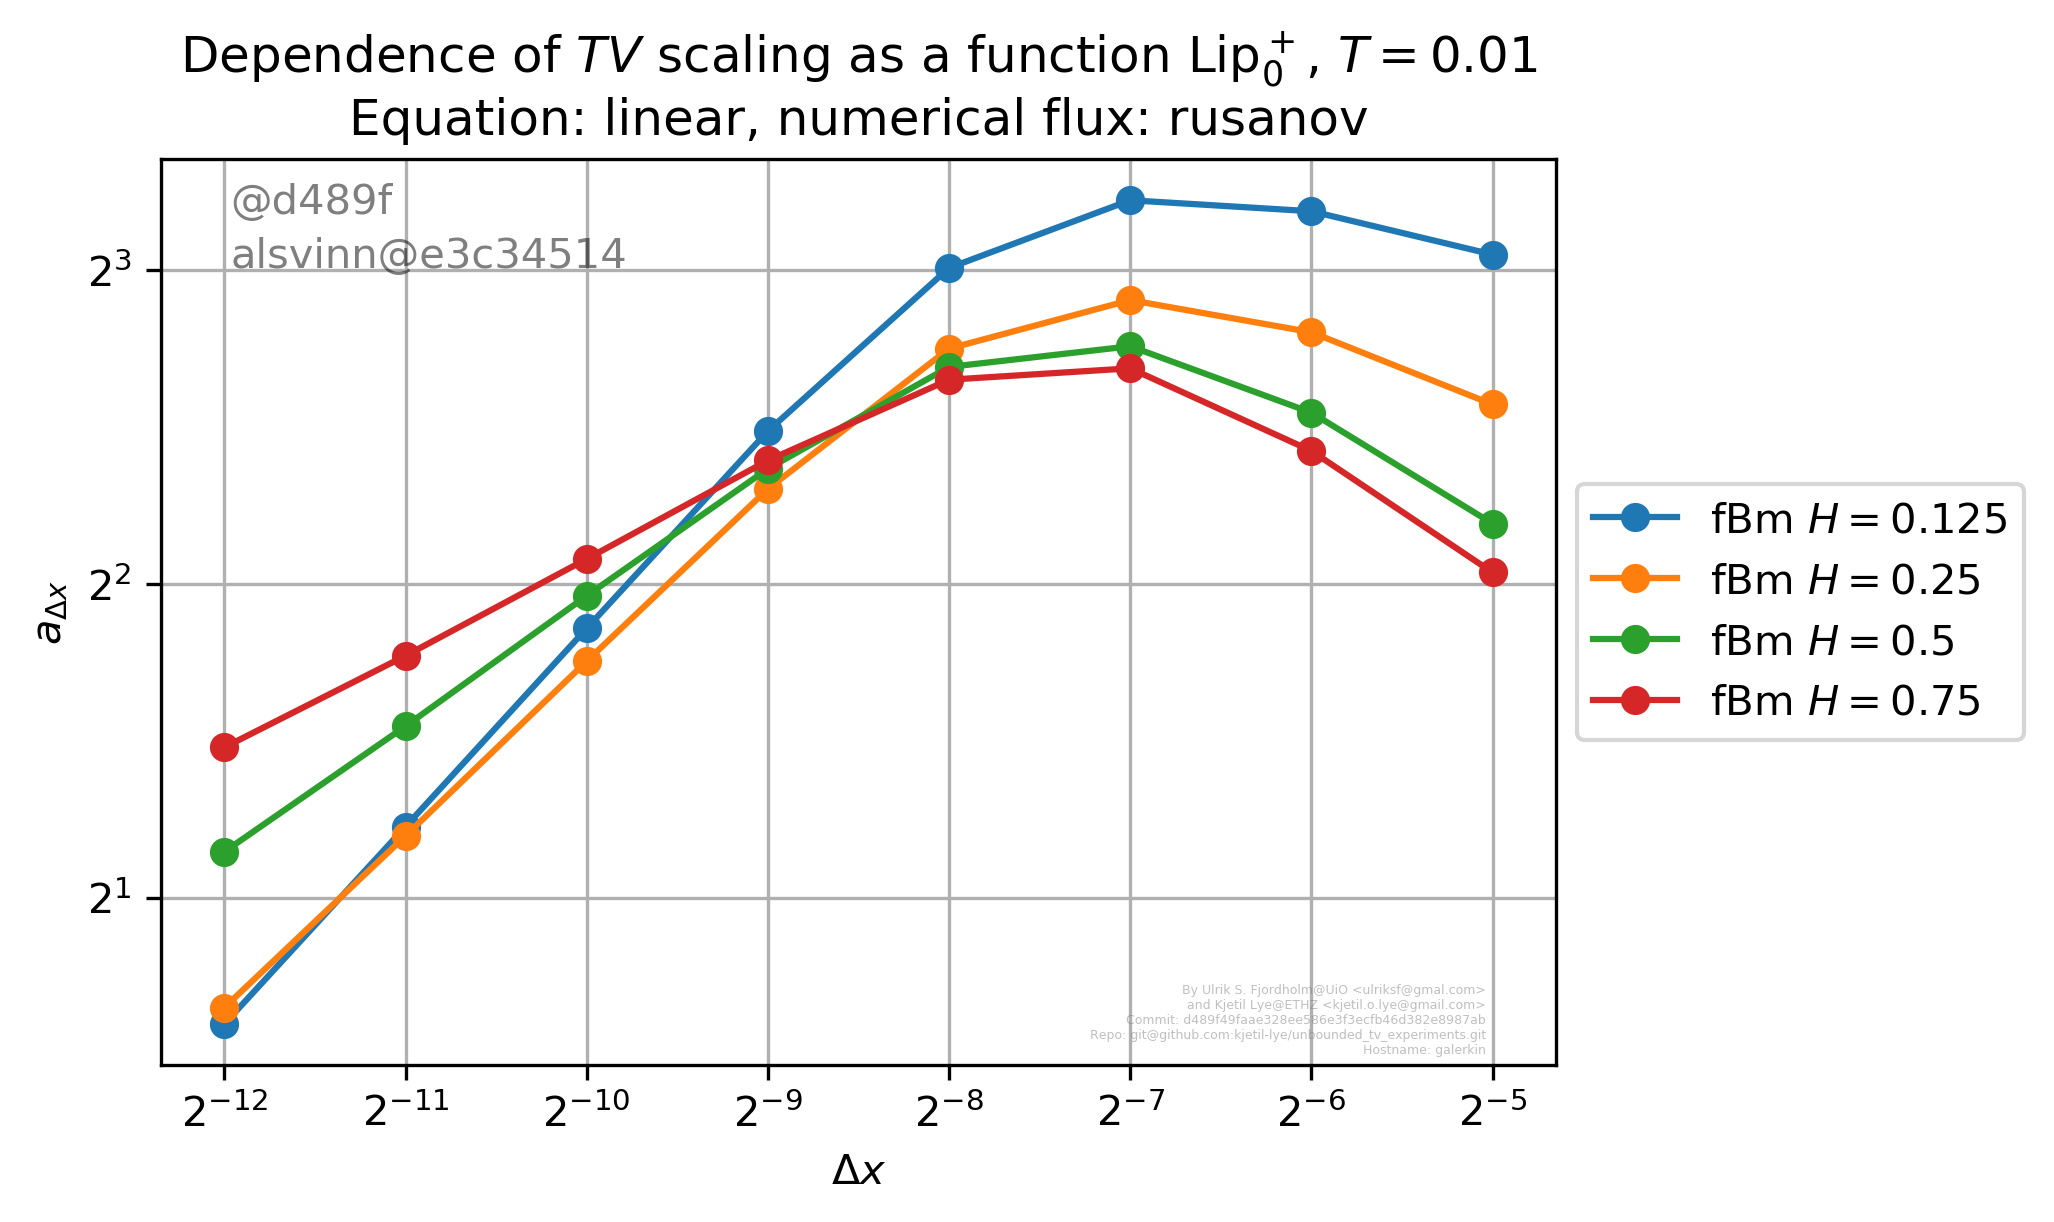 Dependence of TV scaling as a function Lip₀⁺, T = 0.01
Equation: linear, numerical flux: rusanov
@d489f
alsvinn@e3c34514
2³
2²
2¹
a_Δx
fBm H = 0.125
fBm H = 0.25
fBm H = 0.5
fBm H = 0.75
By Ulrik S. Fjordholm@UiO <ulriksf@gmal.com>
and Kjetil Lye@ETHZ <kjetil.o.lye@gmail.com>
Commit: d489f49faae328ee586e3f3ecfb46d382e8987ab
Repo: git@github.com:kjetil-lye/unbounded_tv_experiments.git
Hostname: galerkin
2⁻¹² 2⁻¹¹ 2⁻¹⁰ 2⁻⁹ 2⁻⁸ 2⁻⁷ 2⁻⁶ 2⁻⁵
Δx